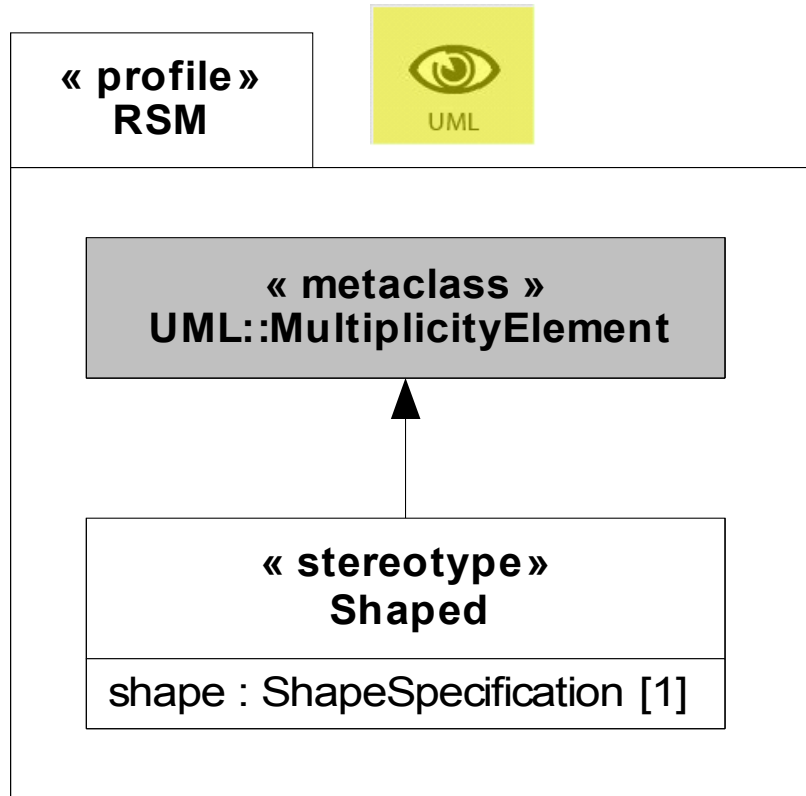 « profile»
RSM
UML
« metaclass »
UML::MultiplicityElement
« stereotype»
Shaped
shape : ShapeSpecification [1]